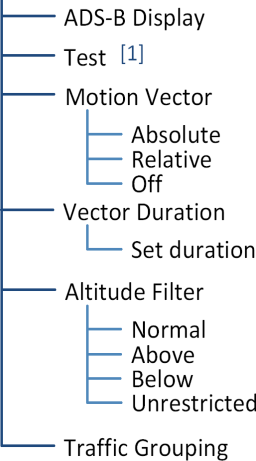 ADS-B Display
Test [1]
Motion Vector
Absolute
Relative
Off
Vector Duration
Set duration
Altitude Filter
Normal
Above
Below
Unrestricted
Traffic Grouping